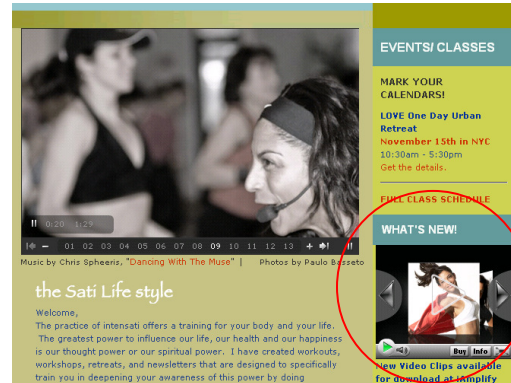 EVENTS/ CLASSES
MARK YOUR
CALENDARS!
LOVE One Day Urban
Retreat
November 15th in NYC
10:30am - 5:30pm
Get the details.
FULL CLASS SCHEDULE
WHAT'S NEW!
Buy Info
New Video Clips available
for download at iAmplify
0:20 1:29
01 02 03 04 05 06 07 08 09 10 11 12 13
Music by Chris Spheeris, "Dancing With The Muse" | Photos by Paulo Basseto
the Sati Life style
Welcome,
The practice of intensati offers a training for your body and your life.
The greatest power to influence our life, our health and our happiness
is our thought power or our spiritual power. I have created workouts,
workshops, retreats, and newsletters that are designed to specifically
train you in deepening your awareness of this power by doing